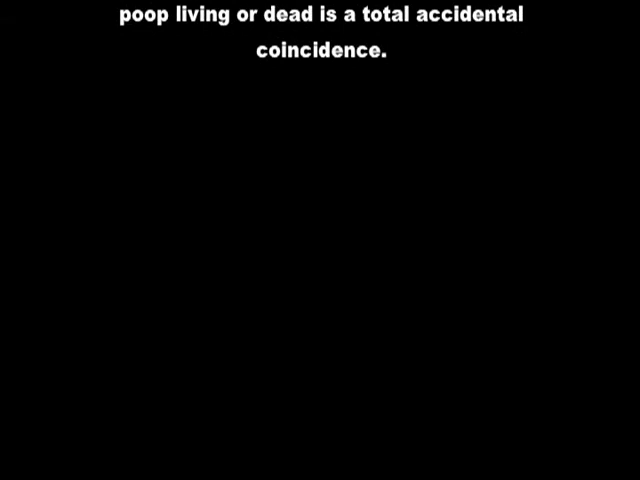 poop living or dead is a total accidental
coincidence.